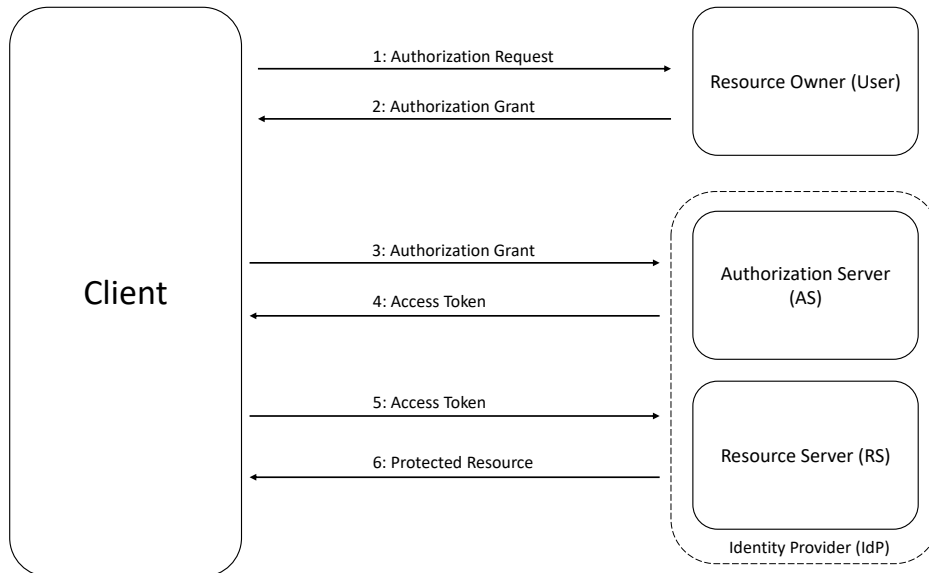 1: Authorization Request
Resource Owner (User)
2: Authorization Grant
Client
3: Authorization Grant
Authorization Server
(AS)
4: Access Token
5: Access Token
Resource Server (RS)
6: Protected Resource
Identity Provider (IdP)